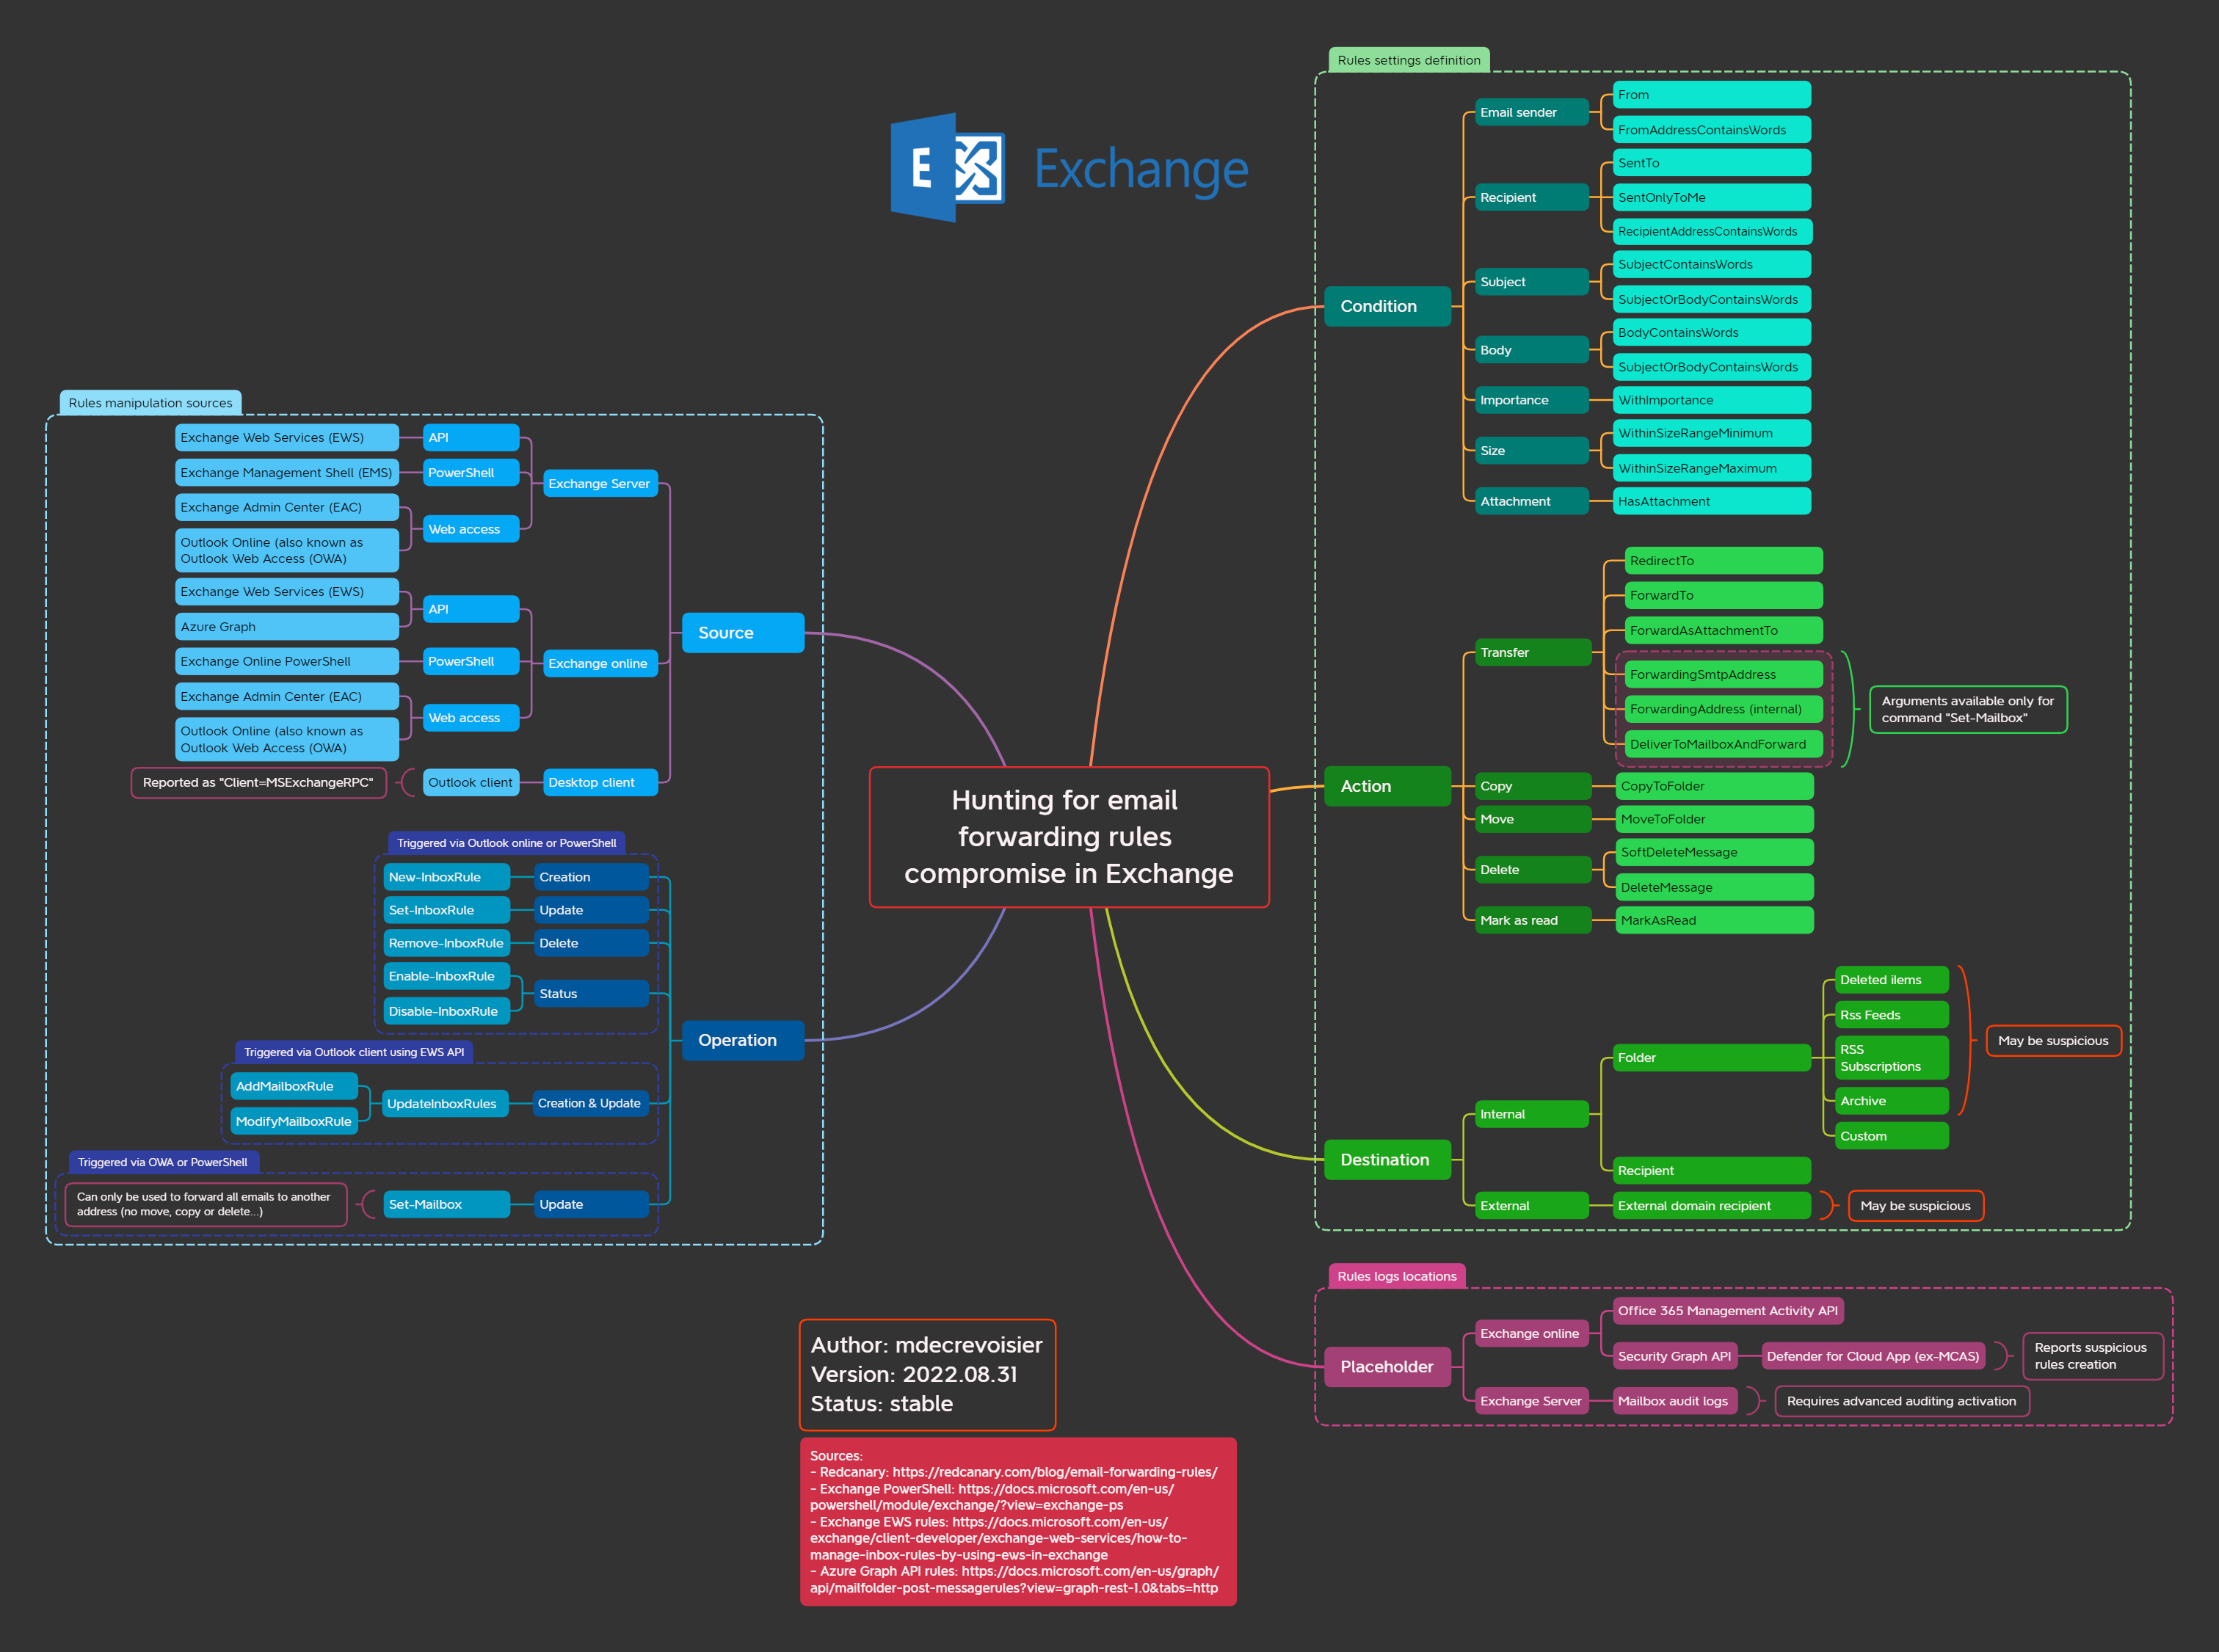 E
Exchange
Rules manipulation sources
Exchange Web Services (EWS)
API
Exchange Management Shell (EMS)
PowerShell
Exchange Server
Exchange Admin Center (EAC)
Web access
Outlook Online (also known as
Outlook Web Access (OWA)
Exchange Web Services (EWS)
API
Azure Graph
Source
Exchange Online PowerShell
PowerShell
Exchange online
Exchange Admin Center (EAC)
Web access
Outlook Online (also known as
Outlook Web Access (OWA)
Reported as "Client=MSExchangeRPC"
Outlook client
Desktop client
Triggered via Outlook online or PowerShell
New-InboxRule
Creation
Set-InboxRule
Update
Remove-InboxRule
Delete
Enable-InboxRule
Status
Disable-InboxRule
Operation
Triggered via Outlook client using EWS API
AddMailboxRule
UpdateInboxRules
Creation & Update
ModifyMailboxRule
Triggered via OWA or PowerShell
Can only be used to forward all emails to another
address (no move, copy or delete...)
Set-Mailbox
Update
Hunting for email
forwarding rules
compromise in Exchange
Rules settings definition
Condition
Email sender
From
FromAddressContainsWords
Recipient
SentTo
SentOnlyToMe
RecipientAddressContainsWords
Subject
SubjectContainsWords
SubjectOrBodyContainsWords
Body
BodyContainsWords
SubjectOrBodyContainsWords
Importance
WithImportance
Size
WithinSizeRangeMinimum
WithinSizeRangeMaximum
Attachment
HasAttachment
Action
Transfer
RedirectTo
ForwardTo
ForwardAsAttachmentTo
ForwardingSmtpAddress
ForwardingAddress (internal)
DeliverToMailboxAndForward
Arguments available only for
command "Set-Mailbox"
Copy
CopyToFolder
Move
MoveToFolder
Delete
SoftDeleteMessage
DeleteMessage
Mark as read
MarkAsRead
Destination
Internal
Folder
Deleted ilems
Rss Feeds
RSS
Subscriptions
Archive
Custom
May be suspicious
Recipient
External
External domain recipient
May be suspicious
Rules logs locations
Placeholder
Exchange online
Office 365 Management Activity API
Security Graph API
Defender for Cloud App (ex-MCAS)
Reports suspicious
rules creation
Exchange Server
Mailbox audit logs
Requires advanced auditing activation
Author: mdecrevoisier
Version: 2022.08.31
Status: stable
Sources:
- Redcanary: https://redcanary.com/blog/email-forwarding-rules/
- Exchange PowerShell: https://docs.microsoft.com/en-us/
powershell/module/exchange/?view=exchange-ps
- Exchange EWS rules: https://docs.microsoft.com/en-us/
exchange/client-developer/exchange-web-services/how-to-
manage-inbox-rules-by-using-ews-in-exchange
- Azure Graph API rules: https://docs.microsoft.com/en-us/graph/
api/mailfolder-post-messagerules?view=graph-rest-1.0&tabs=http